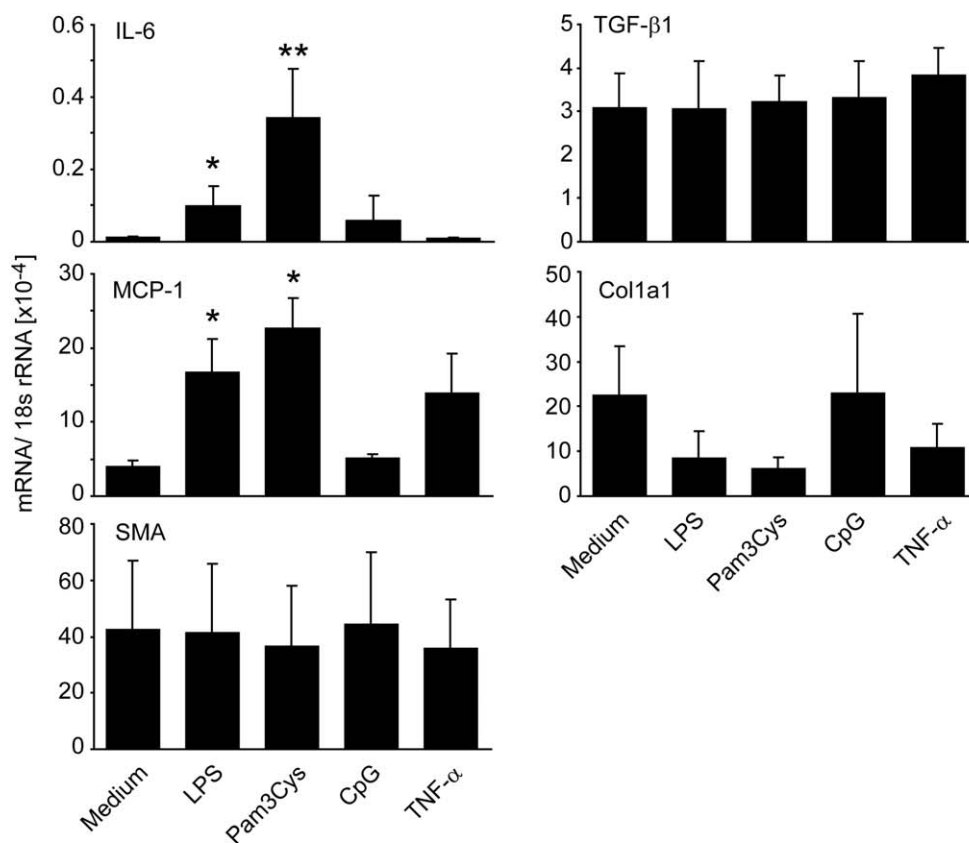 mRNA/ 18s rRNA [x10-4]
IL-6
0.6
0.4
0.2
0
*
**
MCP-1
30
20
10
0
*
*
SMA
80
60
40
20
0
Medium
LPS
Pam3Cys
CpG
TNF-α
TGF-β1
5
4
3
2
1
0
Col1a1
50
40
30
20
10
0
Medium
LPS
Pam3Cys
CpG
TNF-α